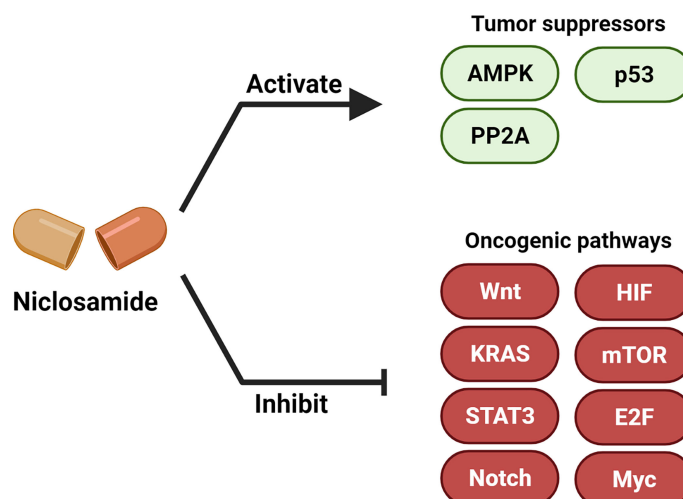 Tumor suppressors
Activate
AMPK p53
PP2A
Niclosamide
Oncogenic pathways
Wnt HIF
KRAS mTOR
Inhibit
STAT3 E2F
Notch Myc